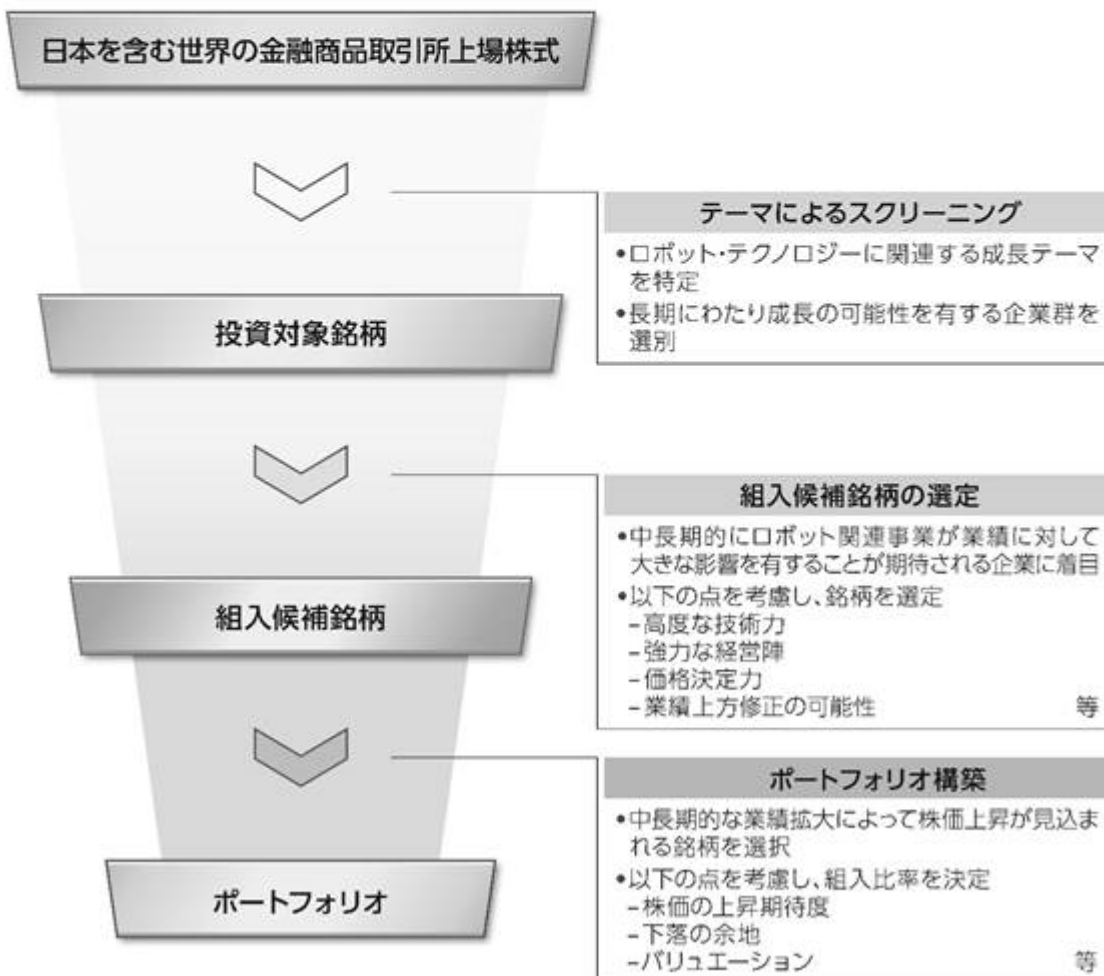 日本を含む世界の金融商品取引所上場株式
テーマによるスクリーニング
•ロボット・テクノロジーに関連する成長テーマ
を特定
•長期にわたり成長の可能性を有する企業群を
選別
投資対象銘柄
組入候補銘柄の選定
•中長期的にロボット関連事業が業績に対して
大きな影響を有することが期待される企業に着目
•以下の点を考慮し、銘柄を選定
–高度な技術力
–強力な経営陣
–価格決定力
–業績上方修正の可能性 等
組入候補銘柄
ポートフォリオ構築
•中長期的な業績拡大によって株価上昇が見込ま
れる銘柄を選択
•以下の点を考慮し、組入比率を決定
–株価の上昇期待度
–下落の余地
–バリュエーション 等
ポートフォリオ